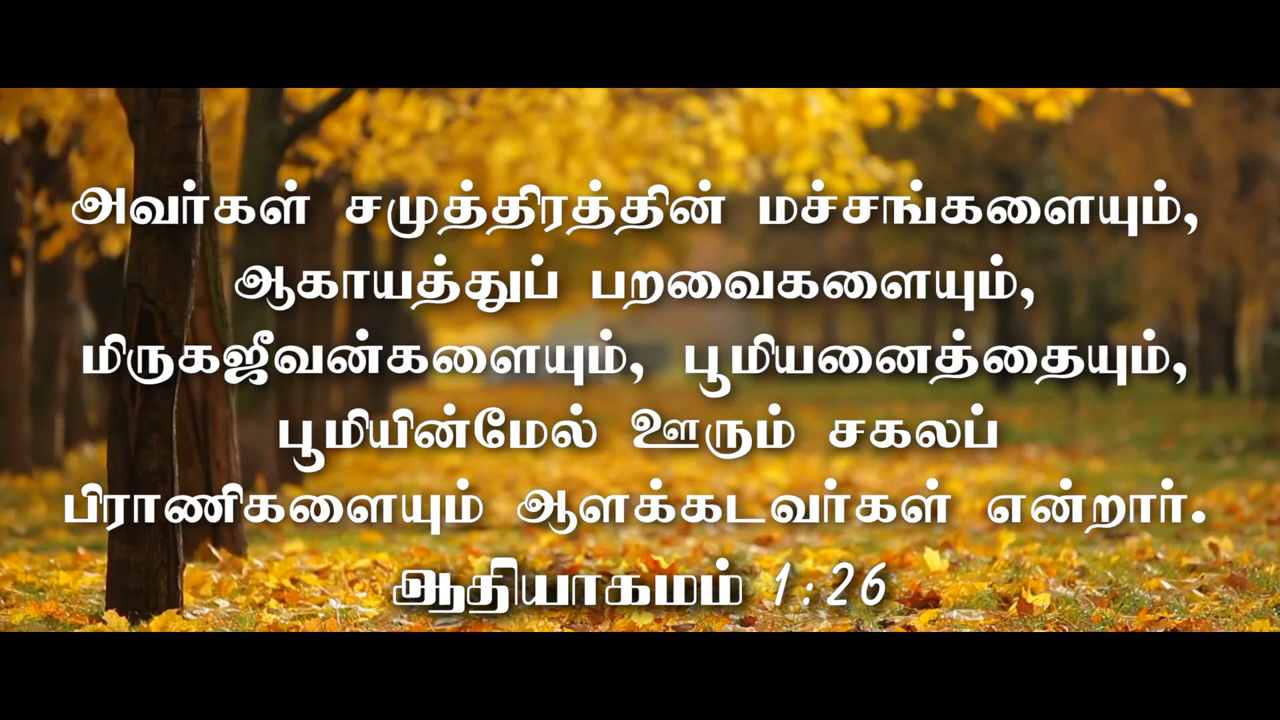 அவர்கள் சமுத்திரத்தின் மச்சங்களையும்,
ஆகாயத்துப் பறவைகளையும்,
மிருகஜீவன்களையும், பூமியனைத்தையும்,
பூமியின்மேல் ஊரும் சகலப்
பிராணிகளையும் ஆளக்கடவர்கள் என்றார்.
ஆதியாகமம் 1:26